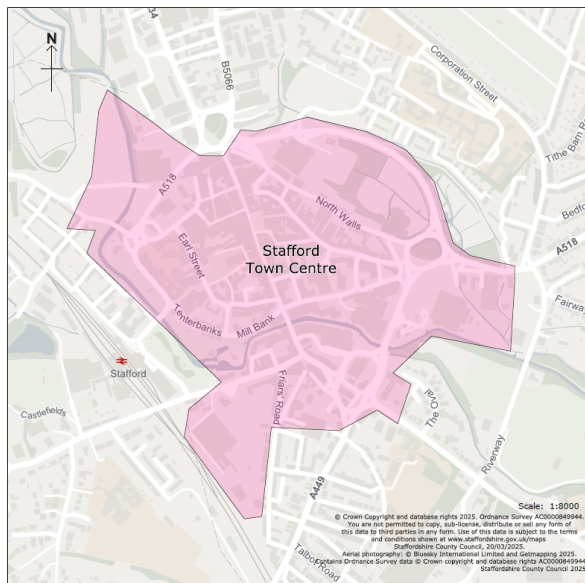 N
34
B5066
Corporation Street
Tithe Barn R
A518
North Walls
Bedfo
A518
Earl Street
Stafford
Town Centre
Fairway
Tenterbanks
Mill Bank
Stafford
Friars' Road
The Oval
Castlefields
Riverway
A449
Scale: 1:8000
© Crown Copyright and database rights 2025. Ordnance Survey AC0000849944.
You are not permitted to copy, sub-license, distribute or sell any form of
this data to third parties in any form. Use of this data is subject to the terms
and conditions shown at www.staffordshire.gov.uk/maps
Staffordshire County Council, 20/03/2025.
Aerial photography: © Bluesky International Limited and Getmapping 2025.
Contains Ordnance Survey data © Crown copyright and database rights AC0000849944
Staffordshire County Council 2025
Talbot Road